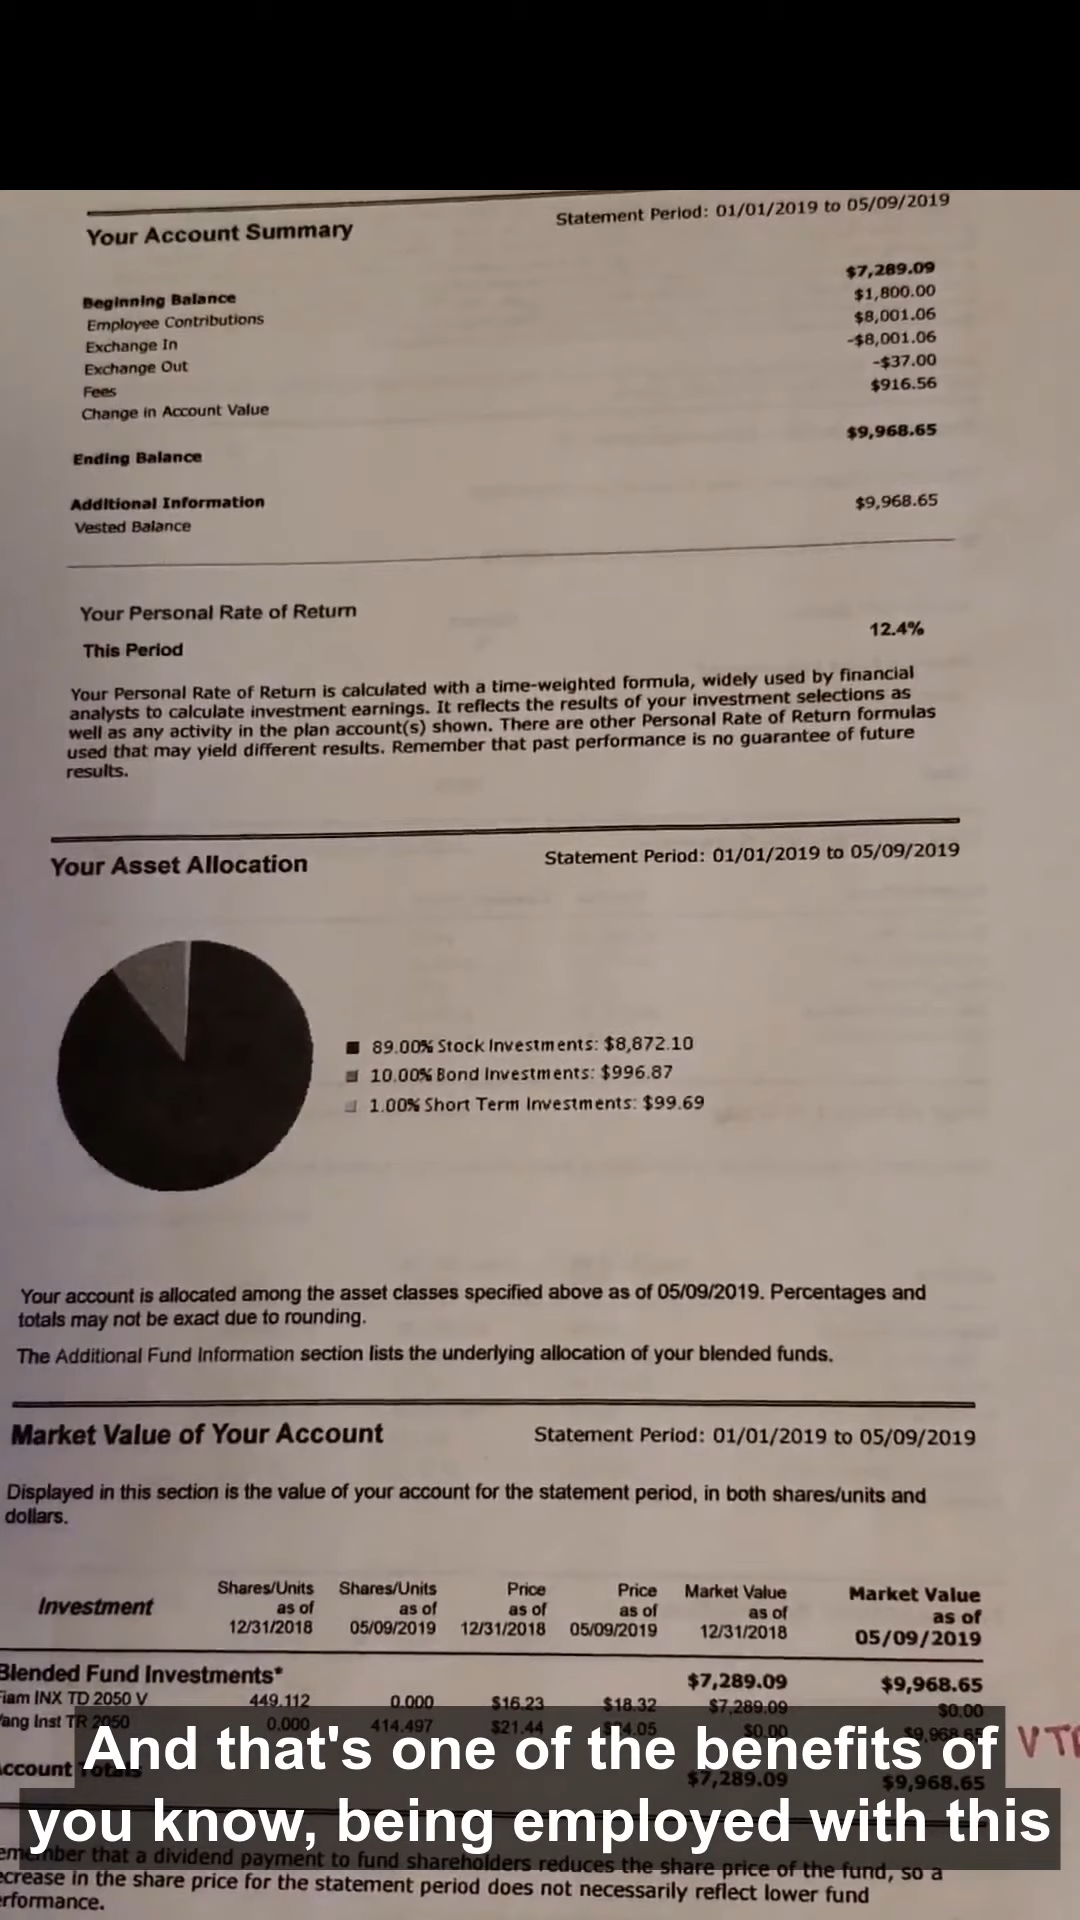 Statement Period: 01/01/2019 to 05/09/2019
Your Account Summary
Beginning Balance $7,289.09
Employee Contributions $1,800.00
Exchange In $8,001.06
Exchange Out -$8,001.06
Fees -$37.00
Change in Account Value $916.56
Ending Balance $9,968.65
Additional Information
Vested Balance $9,968.65
Your Personal Rate of Return
This Period 12.4%
Your Personal Rate of Return is calculated with a time-weighted formula, widely used by financial
analysts to calculate investment earnings. It reflects the results of your investment selections as
well as any activity in the plan account(s) shown. There are other Personal Rate of Return formulas
used that may yield different results. Remember that past performance is no guarantee of future
results.
Your Asset Allocation Statement Period: 01/01/2019 to 05/09/2019
89.00% Stock Investments: $8,872.10
10.00% Bond Investments: $996.87
1.00% Short Term Investments: $99.69
Your account is allocated among the asset classes specified above as of 05/09/2019. Percentages and
totals may not be exact due to rounding.
The Additional Fund Information section lists the underlying allocation of your blended funds.
Market Value of Your Account Statement Period: 01/01/2019 to 05/09/2019
Displayed in this section is the value of your account for the statement period, in both shares/units and
dollars.
Shares/Units Shares/Units Price Price Market Value Market Value
Investment as of as of as of as of as of as of
12/31/2018 05/09/2019 12/31/2018 05/09/2019 12/31/2018 05/09/2019
Blended Fund Investments* $7,289.09 $9,968.65
iam INX TD 2050 V 449.112 0.000 $16.23 $18.32 $7,289.09 $0.00
ang Inst TR 2050 0.000 414.497 $21.44 4.05 $0.00 $9,968.65
ccount Totals $7,289.09 $9,968.65
And that's one of the benefits of
you know, being employed with this
emember that a dividend payment to fund shareholders reduces the share price of the fund, so a
ecrease in the share price for the statement period does not necessarily reflect lower fund
erformance.